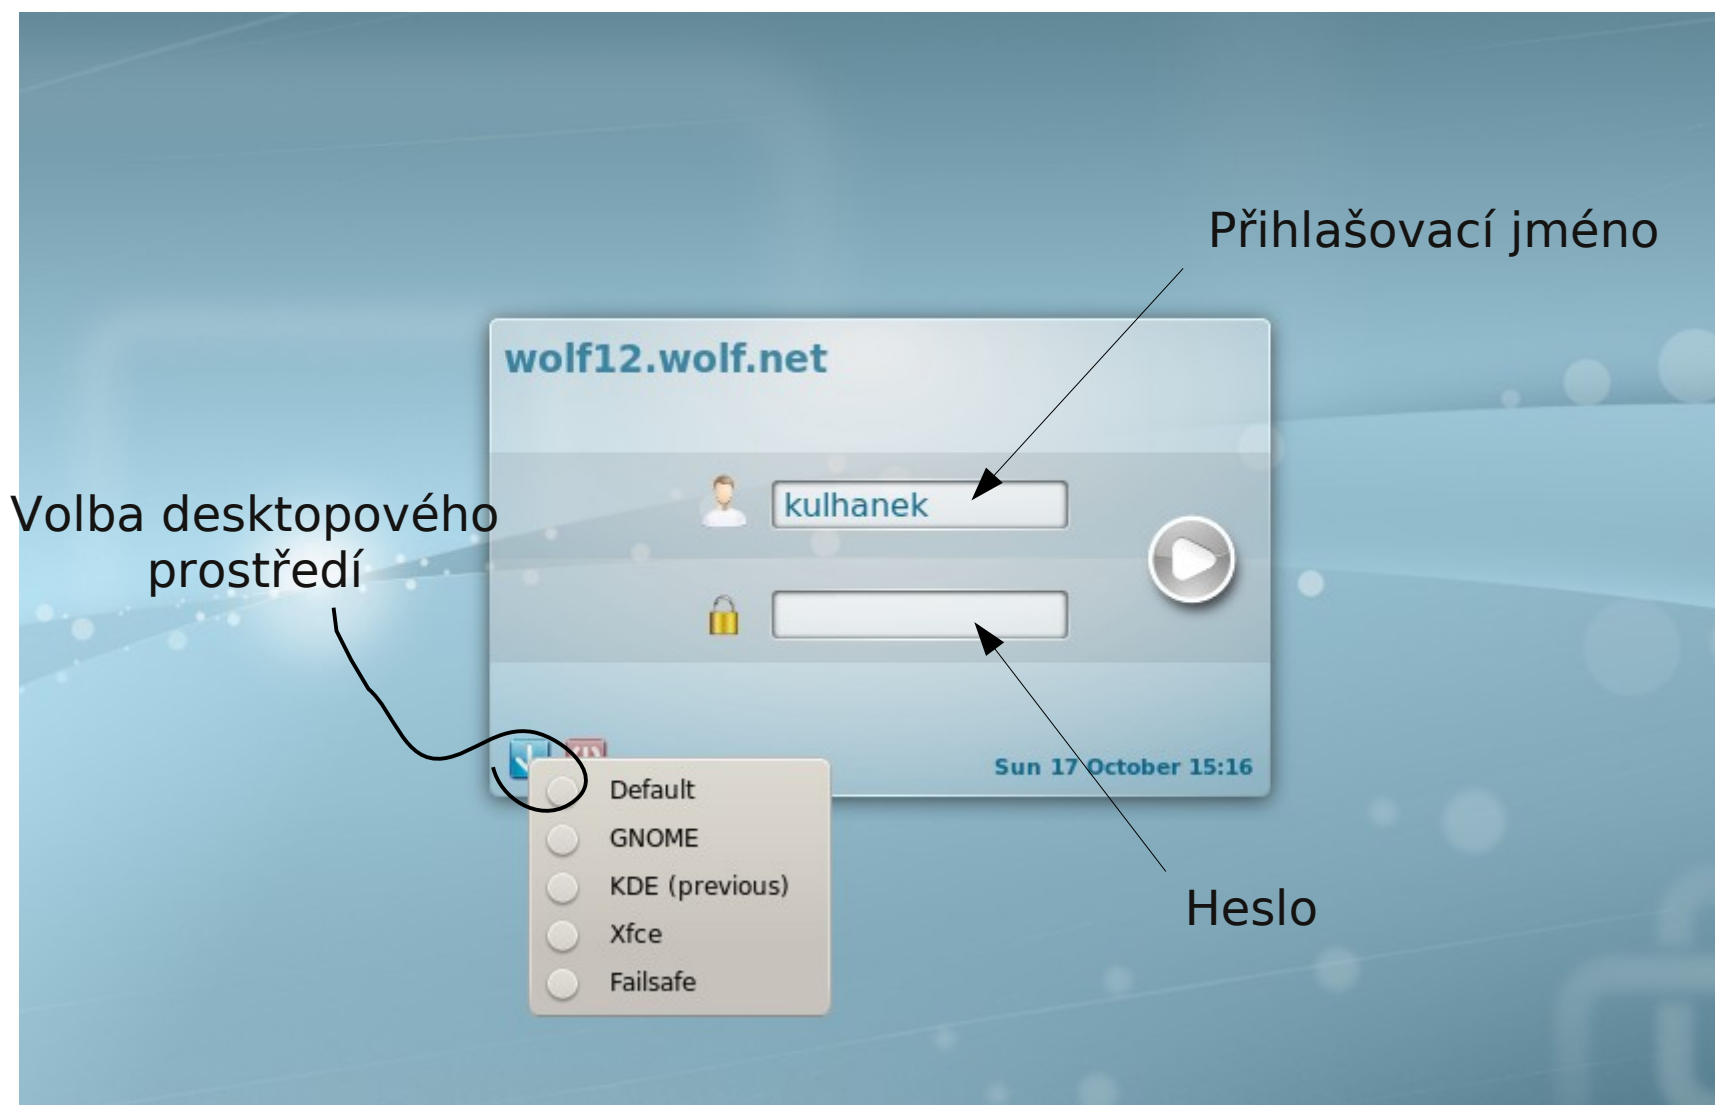 Přihlašovací jméno
wolf12.wolf.net
kulhanek
Volba desktopového
prostředí
Sun 17 October 15:16
Default
GNOME
KDE (previous)
Xfce
Failsafe
Heslo